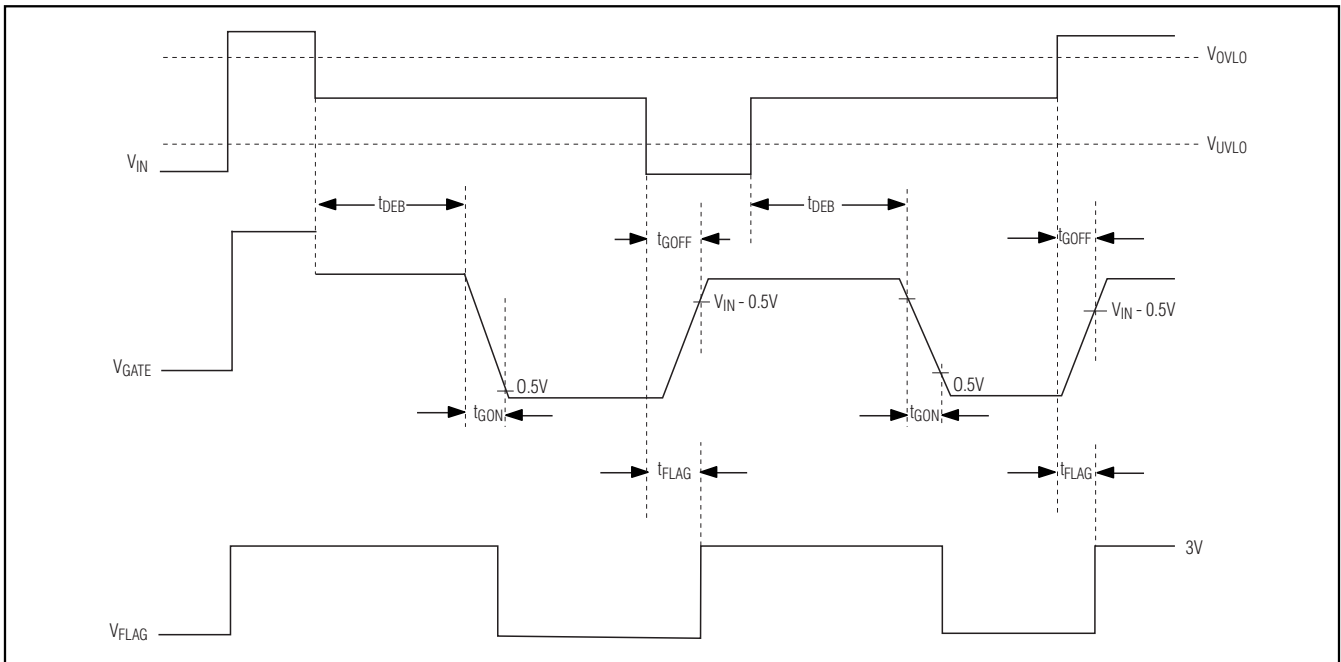 VOVLO
VUVLO
VIN
tDEB
tDEB
tGOFF
tGOFF
VIN - 0.5V
VIN - 0.5V
VGATE
0.5V
0.5V
tGON
tGON
tFLAG
tFLAG
3V
VFLAG